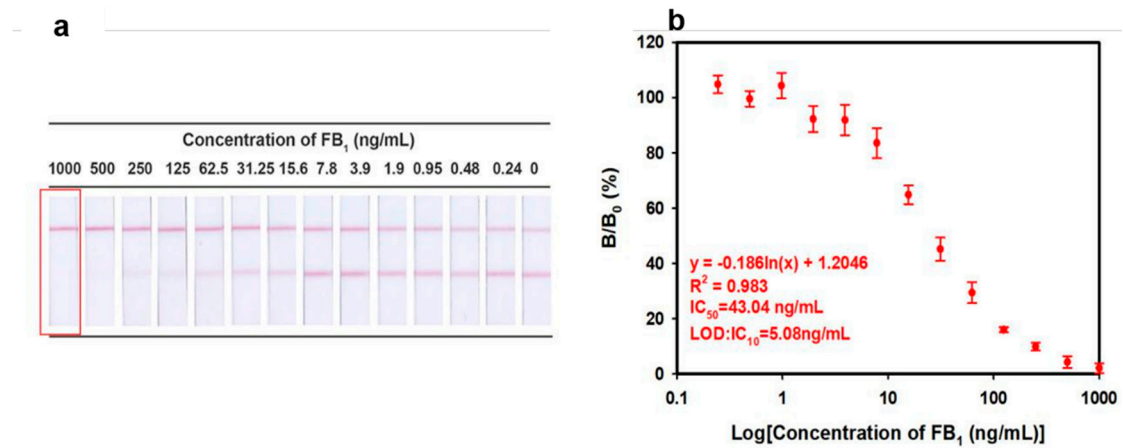 a
Concentration of FB₁ (ng/mL)
1000 500 250 125 62.5 31.25 15.6 7.8 3.9 1.9 0.95 0.48 0.24 0
b
120
100
80
60
40
20
0
B/B₀ (%)
y = -0.186ln(x) + 1.2046
R² = 0.983
IC₅₀=43.04 ng/mL
LOD:IC₁₀=5.08ng/mL
0.1 1 10 100 1000
Log[Concentration of FB₁ (ng/mL)]